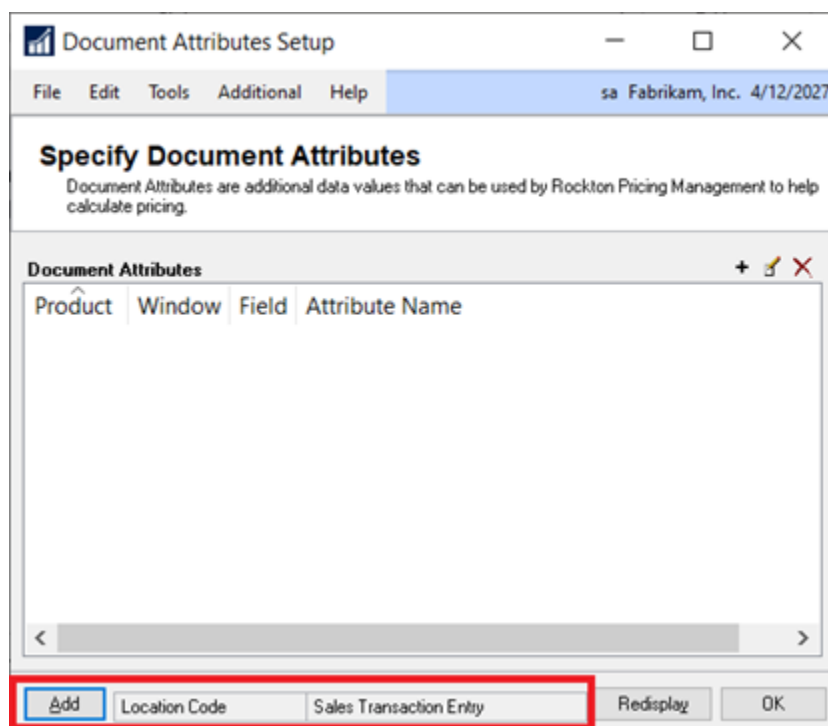 Document Attributes Setup
File Edit Tools Additional Help sa Fabrikam, Inc. 4/12/2027
Specify Document Attributes
Document Attributes are additional data values that can be used by Rockton Pricing Management to help
calculate pricing.
Document Attributes
Product Window Field Attribute Name
Add Location Code Sales Transaction Entry Redisplay OK